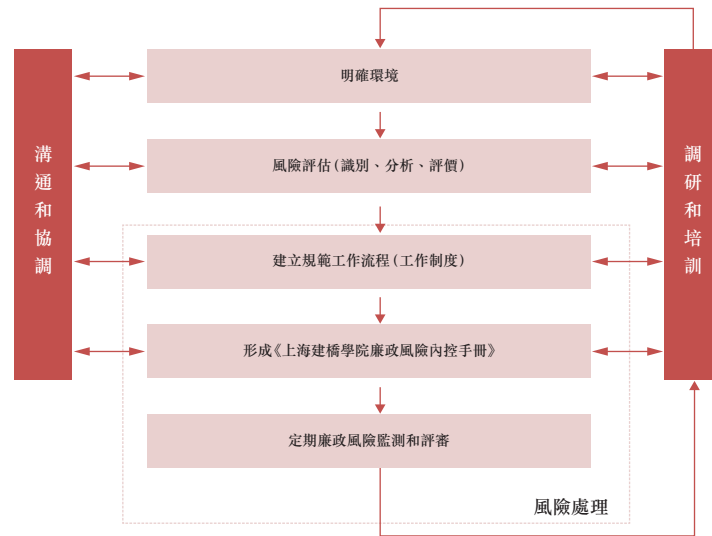 明確環境
溝通和協調
調研和培訓
風險評估(識別、分析、評價)
建立規範工作流程(工作制度)
形成《上海建橋學院廉政風險內控手冊》
定期廉政風險監測和評審
風險處理